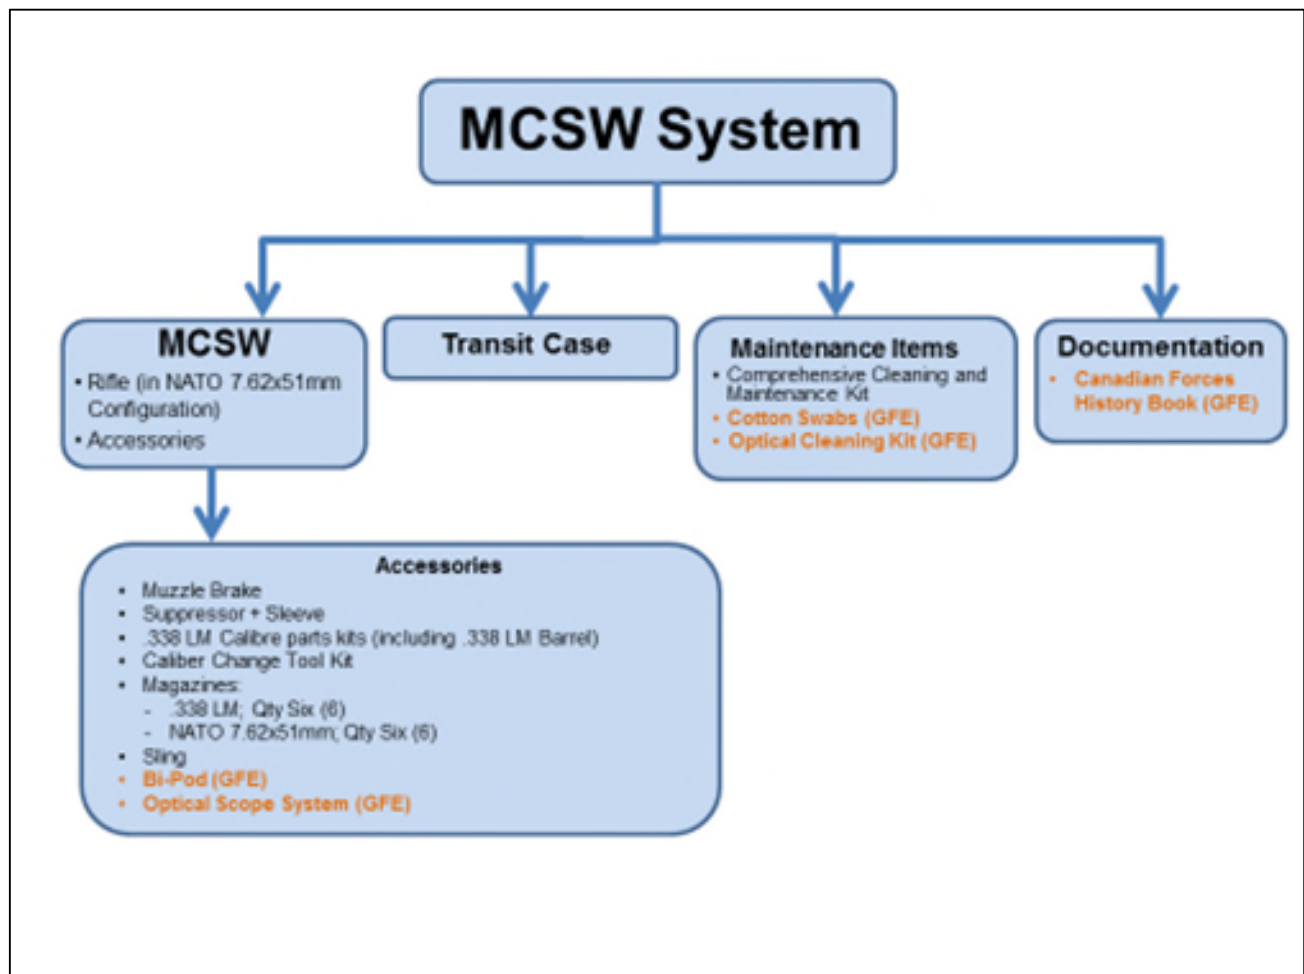 MCSW System
MCSW
• Rifle (in NATO 7.62x51mm
Configuration)
• Accessories
Transit Case
Maintenance Items
• Comprehensive Cleaning and
Maintenance Kit
• Cotton Swabs (GFE)
• Optical Cleaning Kit (GFE)
Documentation
• Canadian Forces
History Book (GFE)
Accessories
• Muzzle Brake
• Suppressor + Sleeve
• .338 LM Calibre parts kits (including .338 LM Barrel)
• Caliber Change Tool Kit
• Magazines:
- .338 LM; Qty Six (6)
- NATO 7.62x51mm; Qty Six (6)
• Sling
• Bi-Pod (GFE)
• Optical Scope System (GFE)